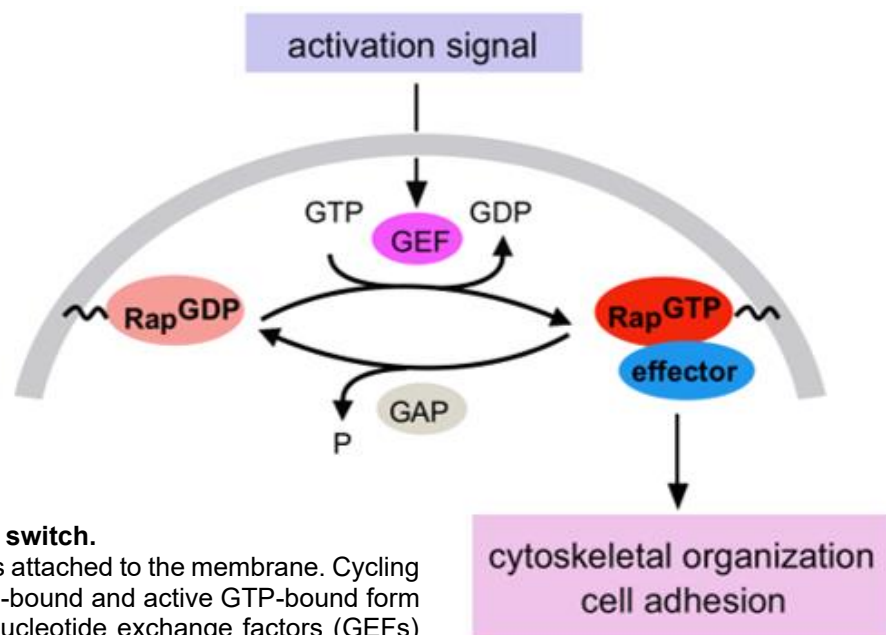 activation signal
GTP
GDP
GEF
RapGDP
RapGTP
effector
GAP
P
switch.
s attached to the membrane. Cycling
-bound and active GTP-bound form
nucleotide exchange factors (GEFs)
cytoskeletal organization
cell adhesion